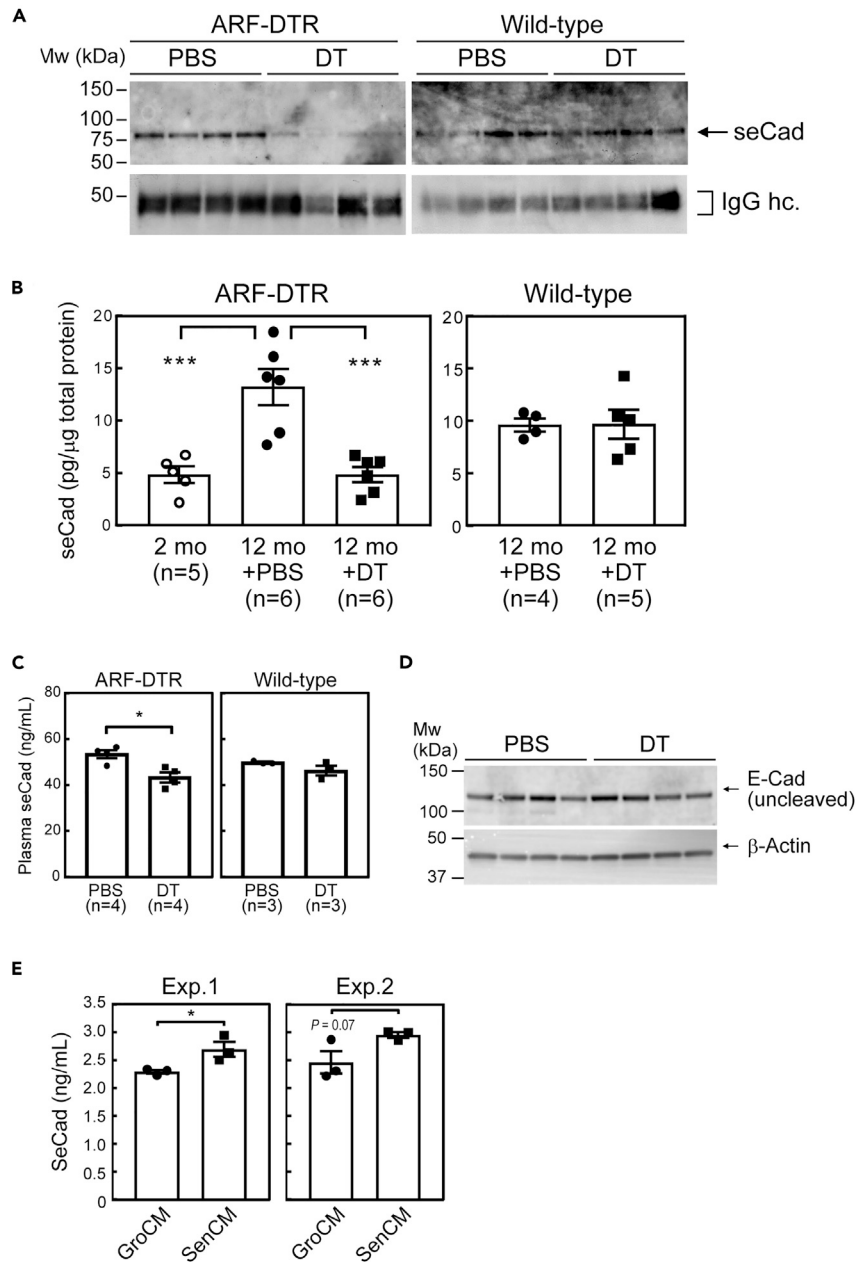 A
ARF-DTR Wild-type
Mw (kDa) PBS DT PBS DT
150
100
75
50
seCad
50
IgG hc.
B
ARF-DTR Wild-type
seCad (pg/μg total protein)
20 20
*** ***
15 15
10 10
5 5
0 0
2 mo 12 mo 12 mo 12 mo 12 mo
(n=5) +PBS +DT +PBS +DT
(n=6) (n=6) (n=4) (n=5)
C
ARF-DTR Wild-type
Plasma seCad (ng/mL)
80
*
60
40
20
0
PBS DT PBS DT
(n=4) (n=4) (n=3) (n=3)
D
Mw
(kDa)
PBS DT
150
E-Cad
(uncleaved)
100
50
β-Actin
37
E
Exp.1 Exp.2
SeCad (ng/mL)
3.5
* P = 0.07
3.0
2.5
2.0
1.5
1.0
0.5
0
GroCM SenCM GroCM SenCM